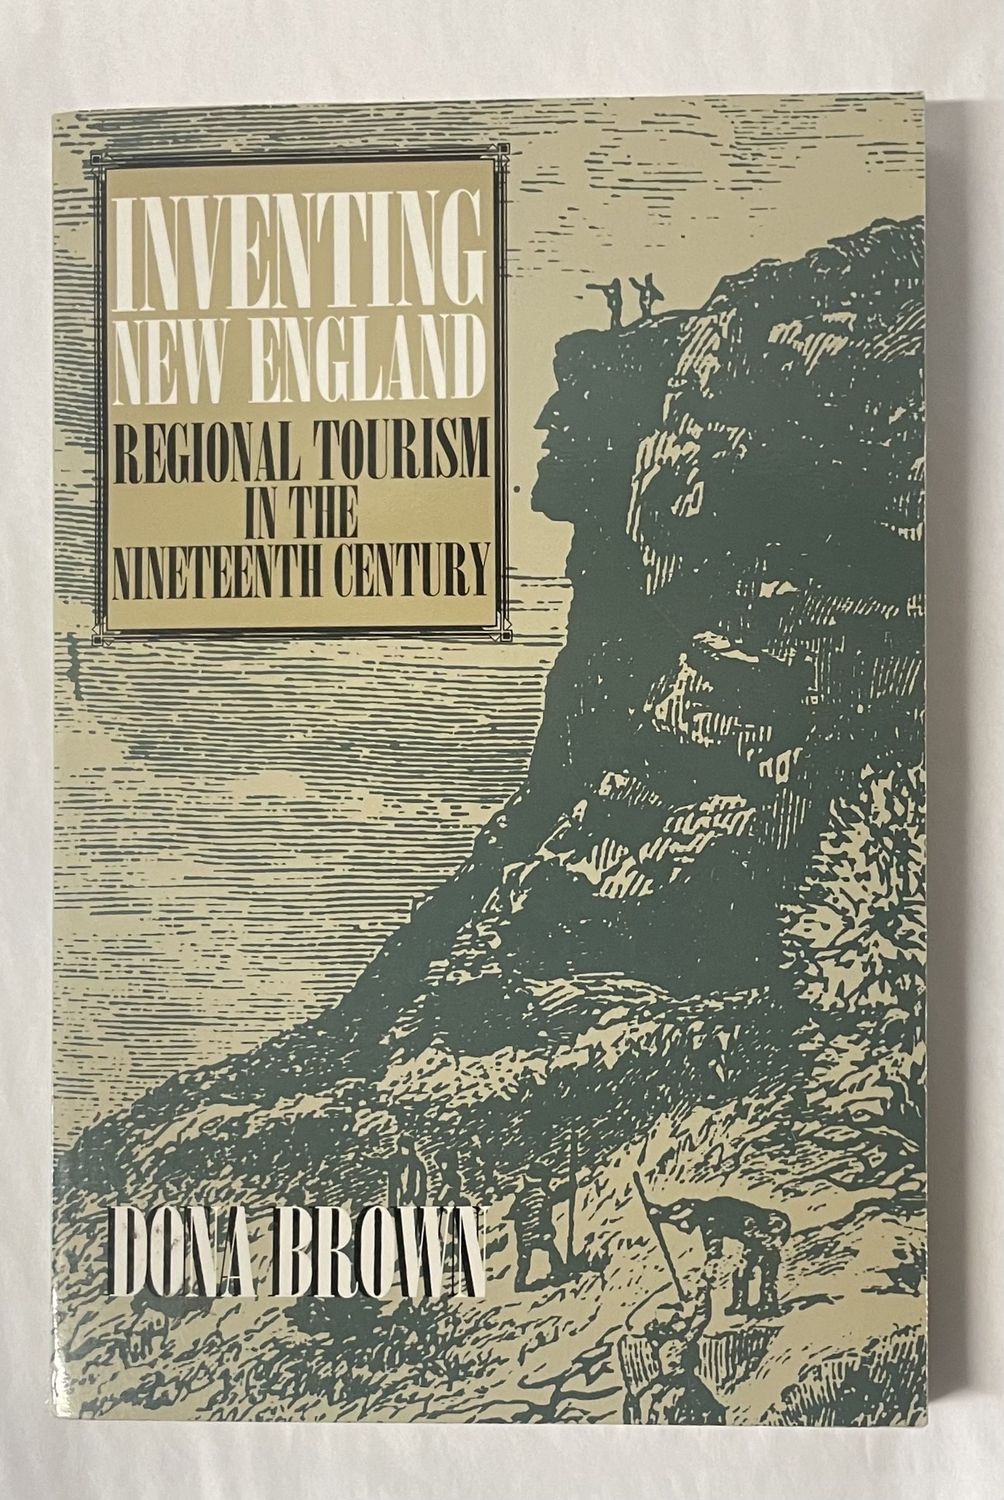 INVENTING
NEW ENGLAND
REGIONAL TOURISM
IN THE
NINETEENTH CENTURY
DONA BROWN